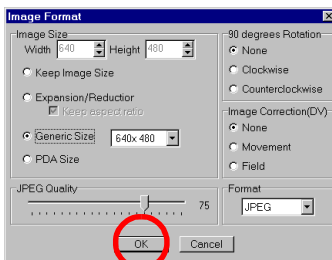 Image Format
Image Size
Width 640 Height 480
Keep Image Size
Expansion/Reductior
Keep aspect ratio
Generic Size 640x 480
PDA Size
90 degrees Rotation
None
Clockwise
Counterclockwise
Image Correction(DV)
None
Movement
Field
JPEG Quality
75
Format
JPEG
OK Cancel